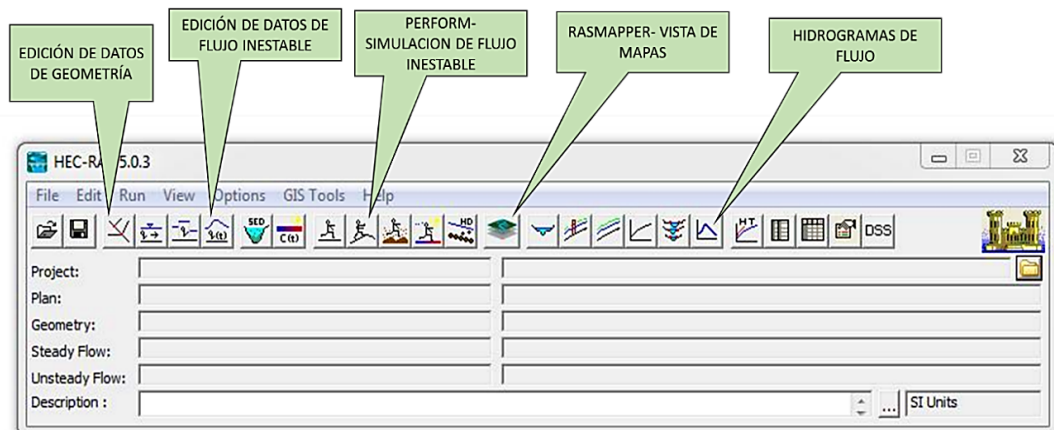 EDICIÓN DE DATOS
DE GEOMETRÍA
EDICIÓN DE DATOS DE
FLUJO INESTABLE
PERFORM-
SIMULACION DE FLUJO
INESTABLE
RASMAPPER- VISTA DE
MAPAS
HIDROGRAMAS DE
FLUJO
HEC-RA 5.0.3
File Edit Run View Options GIS Tools Help
SED
C(t)
HD
HT
DSS
Project:
Plan:
Geometry:
Steady Flow:
Unsteady Flow:
Description :
...
SI Units